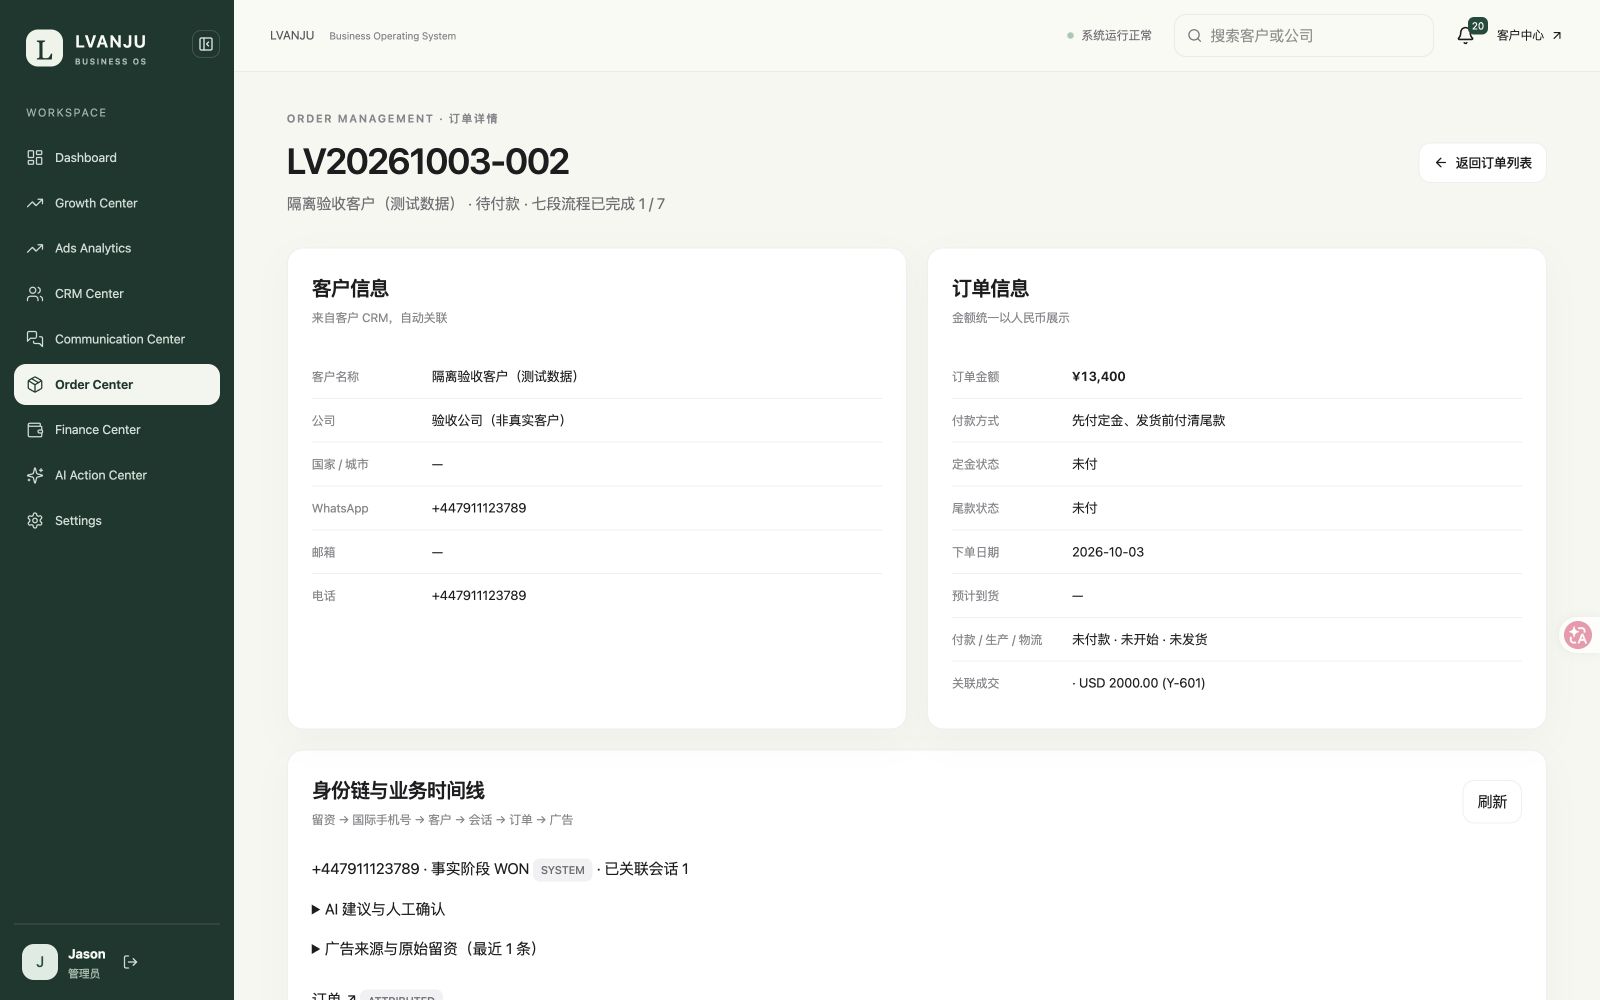 L
LVANJU
BUSINESS OS
WORKSPACE
Dashboard
Growth Center
Ads Analytics
CRM Center
Communication Center
Order Center
Finance Center
AI Action Center
Settings
J
Jason
管理员
LVANJU Business Operating System
系统运行正常
搜索客户或公司
20
客户中心
ORDER MANAGEMENT · 订单详情
LV20261003-002
隔离验收客户（测试数据） · 待付款 · 七段流程已完成 1 / 7
← 返回订单列表
客户信息
来自客户 CRM，自动关联
客户名称 隔离验收客户（测试数据）
公司 验收公司（非真实客户）
国家 / 城市 —
WhatsApp +447911123789
邮箱 —
电话 +447911123789
订单信息
金额统一以人民币展示
订单金额 ¥13,400
付款方式 先付定金、发货前付清尾款
定金状态 未付
尾款状态 未付
下单日期 2026-10-03
预计到货 —
付款 / 生产 / 物流 未付款 · 未开始 · 未发货
关联成交 · USD 2000.00 (Y-601)
身份链与业务时间线
留资 → 国际手机号 → 客户 → 会话 → 订单 → 广告
刷新
+447911123789 · 事实阶段 WON SYSTEM · 已关联会话 1
▶ AI 建议与人工确认
▶ 广告来源与原始留资（最近 1 条）
订单 ↗ ATTRIBUTED